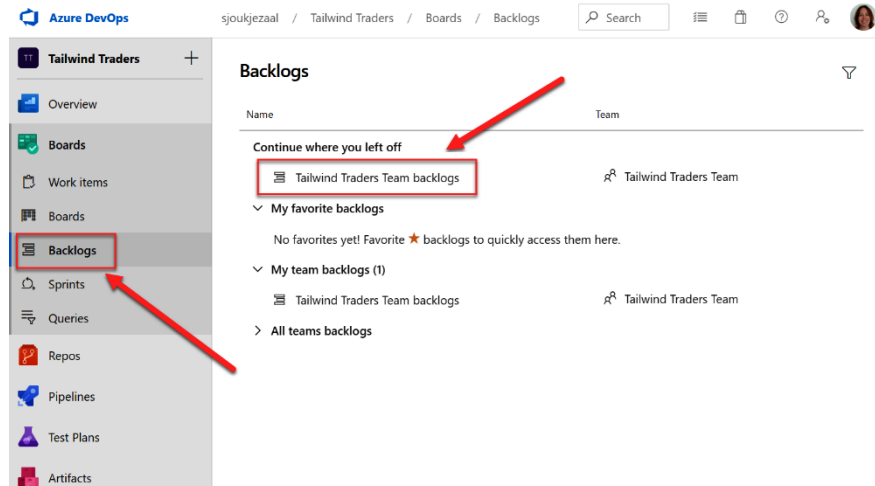 Azure DevOps
sjoukjezaal / Tailwind Traders / Boards / Backlogs
Search
TT Tailwind Traders
Overview
Boards
Work items
Boards
Backlogs
Sprints
Queries
Repos
Pipelines
Test Plans
Artifacts
Backlogs
Name Team
Continue where you left off
Tailwind Traders Team backlogs Tailwind Traders Team
My favorite backlogs
No favorites yet! Favorite ★ backlogs to quickly access them here.
My team backlogs (1)
Tailwind Traders Team backlogs Tailwind Traders Team
All teams backlogs